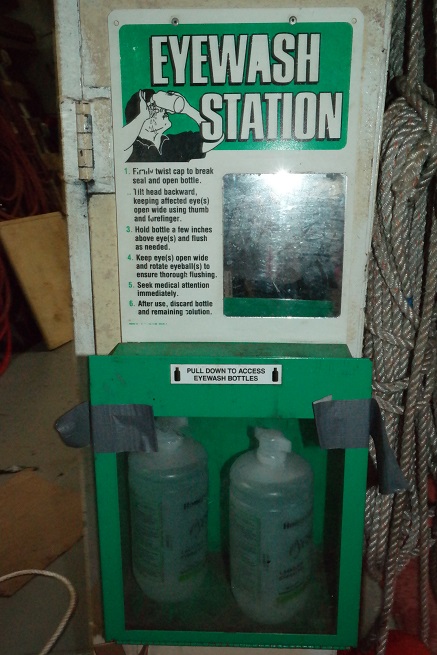 EYEWASH
STATION
1. Firmly twist cap to break
seal and open bottle.
Tilt head backward,
keeping affected eye(s)
open wide using thumb
and forefinger.
3. Hold bottle a few inches
above eye(s) and flush
as needed.
4. Keep eye(s) open wide
and rotate eyeball(s) to
ensure thorough flushing.
5. Seek medical attention
immediately.
6. After use, discard bottle
and remaining solution.
PULL DOWN TO ACCESS
EYEWASH BOTTLES